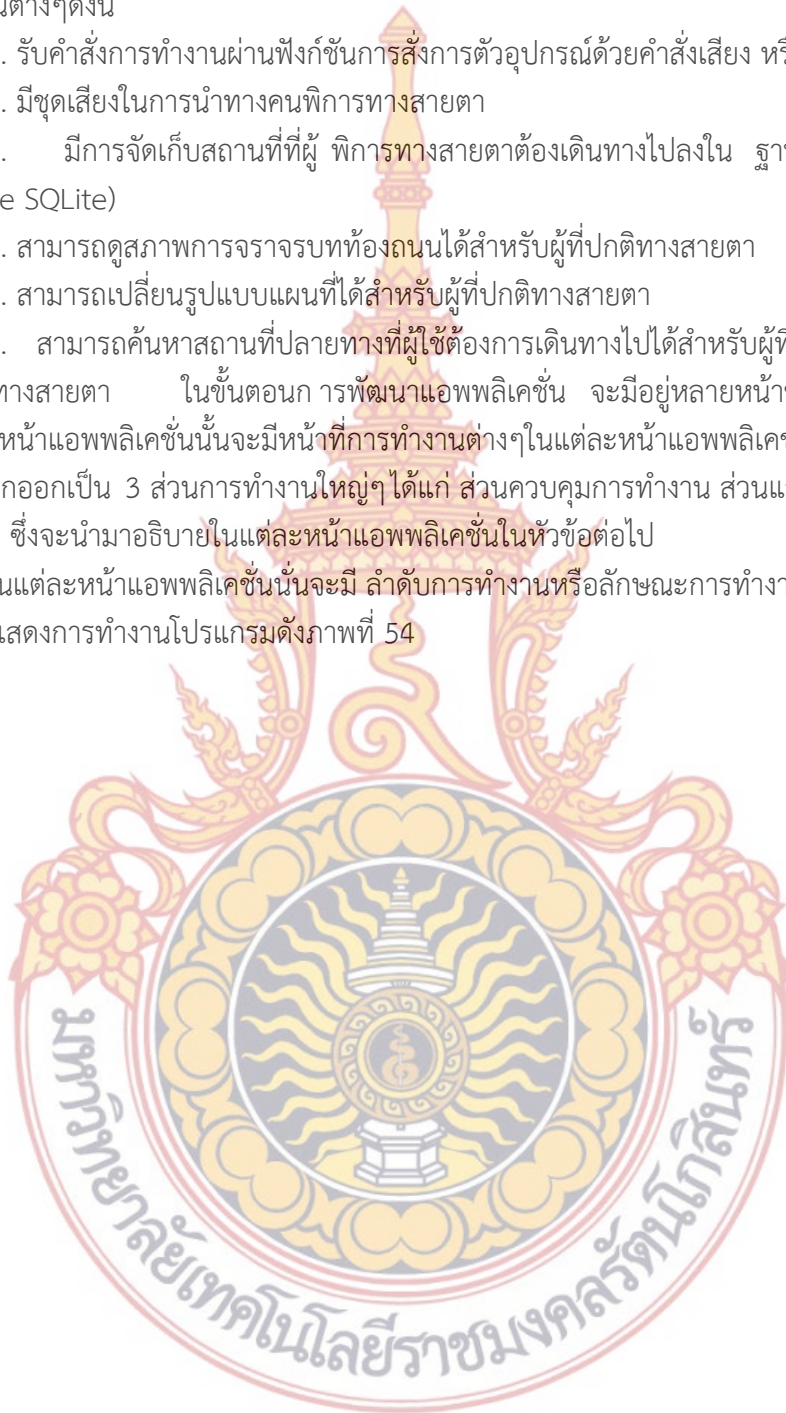 นต่างๆดังนี้
. รับคำสั่งการทำงานผ่านฟังก์ชันการสั่งการตัวอุปกรณ์ด้วยคำสั่งเสียง
. มีชุดเสียงในการนำทางคนพิการทางสายตา
. มีการจัดเก็บสถานที่ที่ผู้ พิการทางสายตาต้องเดินทางไปลงใน
e SQLite)
. สามารถดูสภาพการจราจรบทท้องถนนได้สำหรับผู้ที่ปกติทางสายตา
. สามารถเปลี่ยนรูปแบบแผนที่ได้สำหรับผู้ที่ปกติทางสายตา
. สามารถค้นหาสถานที่ปลายทางที่ผู้ใช้ต้องการเดินทางไปได้สำหรับผู้ที่
ทางสายตา ในขั้นตอนก ารพัฒนาแอพพลิเคชั่น จะมีอยู่หลายหน้า
หน้าแอพพลิเคชั่นนั้นจะมีหน้าที่การทำงานต่างๆในแต่ละหน้าแอพพลิเคช
กออกเป็น 3 ส่วนการทำงานใหญ่ๆได้แก่ ส่วนควบคุมการทำงาน
ซึ่งจะนำมาอธิบายในแต่ละหน้าแอพพลิเคชั่นในหัวข้อต่อไป
นแต่ละหน้าแอพพลิเคชั่นนั่นจะมี ลำดับการทำงานหรือลักษณะการทำงา
แสดงการทำงานโปรแกรมดังภาพที่ 54
มหาวิทยาลัยเทคโนโลยีราชมงคลรัตนโกสินทร์